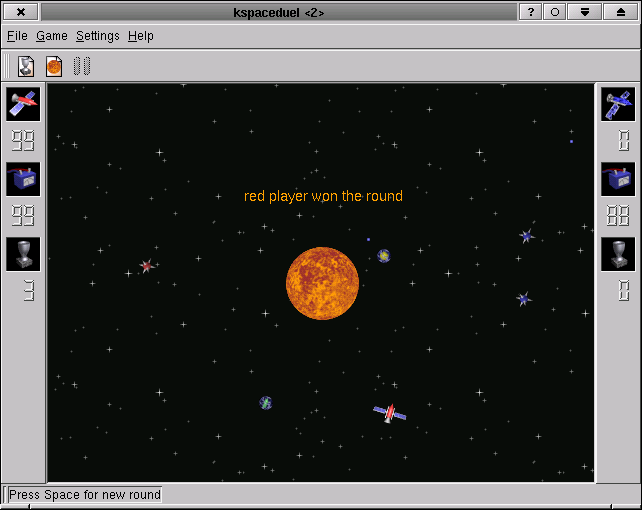 kspaceduel <2>
File Game Settings Help
99
0
red player won the round
99
88
3
0
Press Space for new round